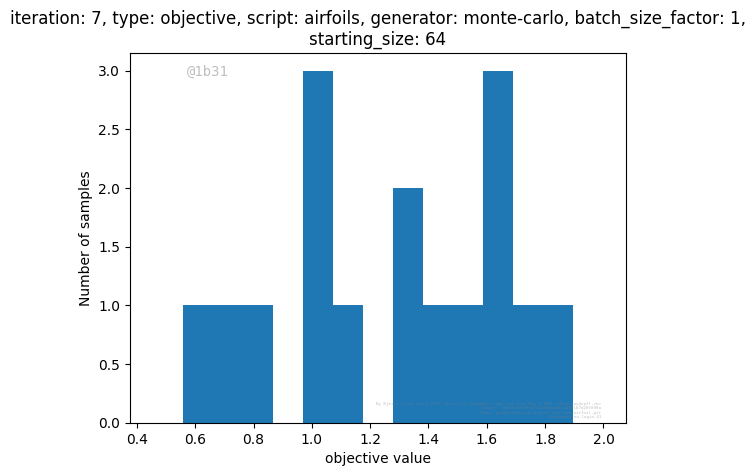 iteration: 7, type: objective, script: airfoils, generator: monte-carlo, batch_size_factor: 1,
starting_size: 64
@1b31
3.0
2.5
2.0
1.5
1.0
0.5
0.0
Number of samples
0.4 0.6 0.8 1.0 1.2 1.4 1.6 1.8 2.0
objective value